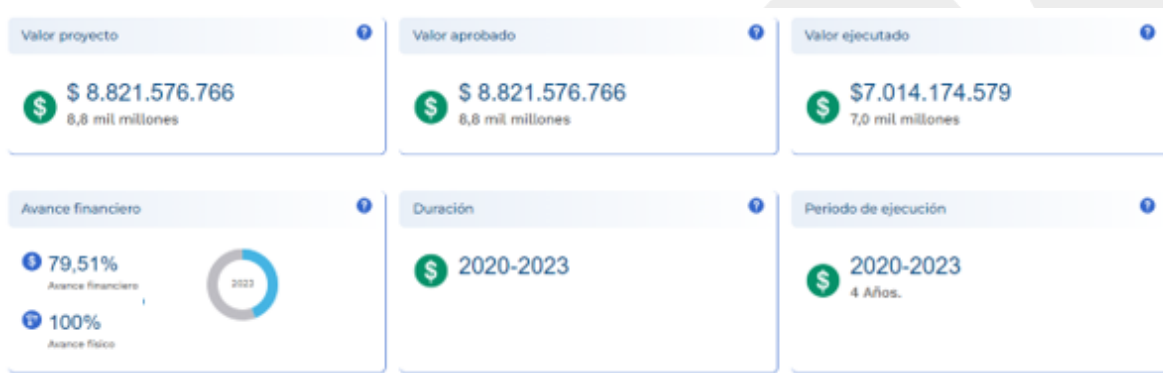 Valor proyecto
$ 8.821.576.766
8,8 mil millones
Valor aprobado
$ 8.821.576.766
8,8 mil millones
Valor ejecutado
$7.014.174.579
7,0 mil millones
Avance financiero
79,51%
Avance financiero
100%
Avance físico
2023
Duración
2020-2023
Periodo de ejecución
2020-2023
4 Años.